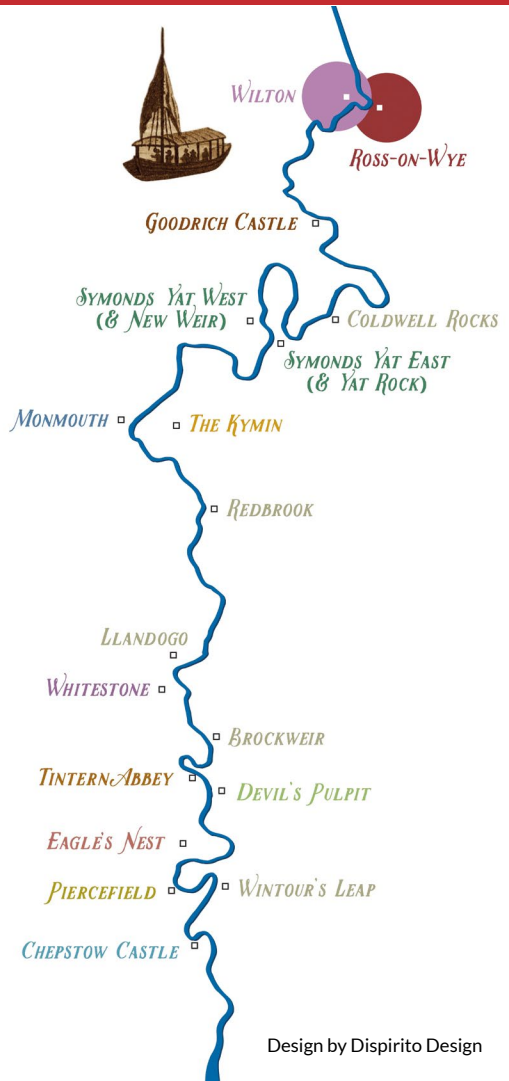 Wilton
Ross-on-Wye
Goodrich Castle
Symonds Yat West
(& New Weir)
Coldwell Rocks
Symonds Yat East
(& Yat Rock)
Monmouth
The Kymin
Redbrook
Llandogo
Whitestone
Brockweir
Tintern Abbey
Devil's Pulpit
Eagle's Nest
Piercefield
Wintour's Leap
Chepstow Castle
Design by Dispirito Design